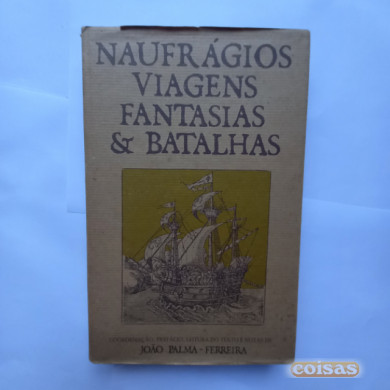 NAUFRÁGIOS
VIAGENS
FANTASIAS
& BATALHAS
JOÃO PALMA-FERREIRA
coisas